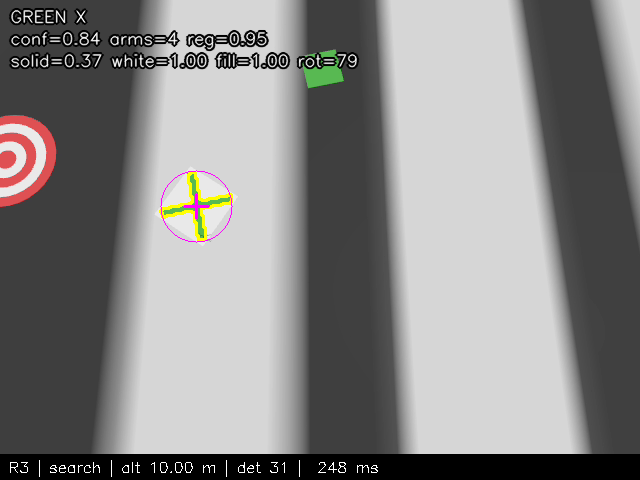 GREEN X
conf=0.84 arms=4 reg=0.95
solid=0.37 white=1.00 fill=1.00 rot=79
R3 | search | alt 10.00 m | det 31 | 248 ms